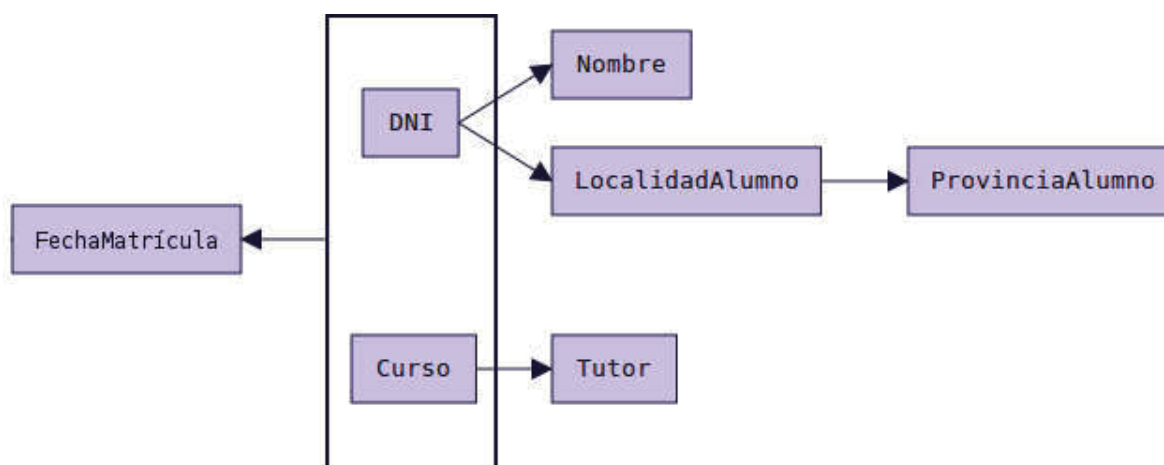 Nombre
DNI
LocalidadAlumno
ProvinciaAlumno
FechaMatrícula
Curso
Tutor